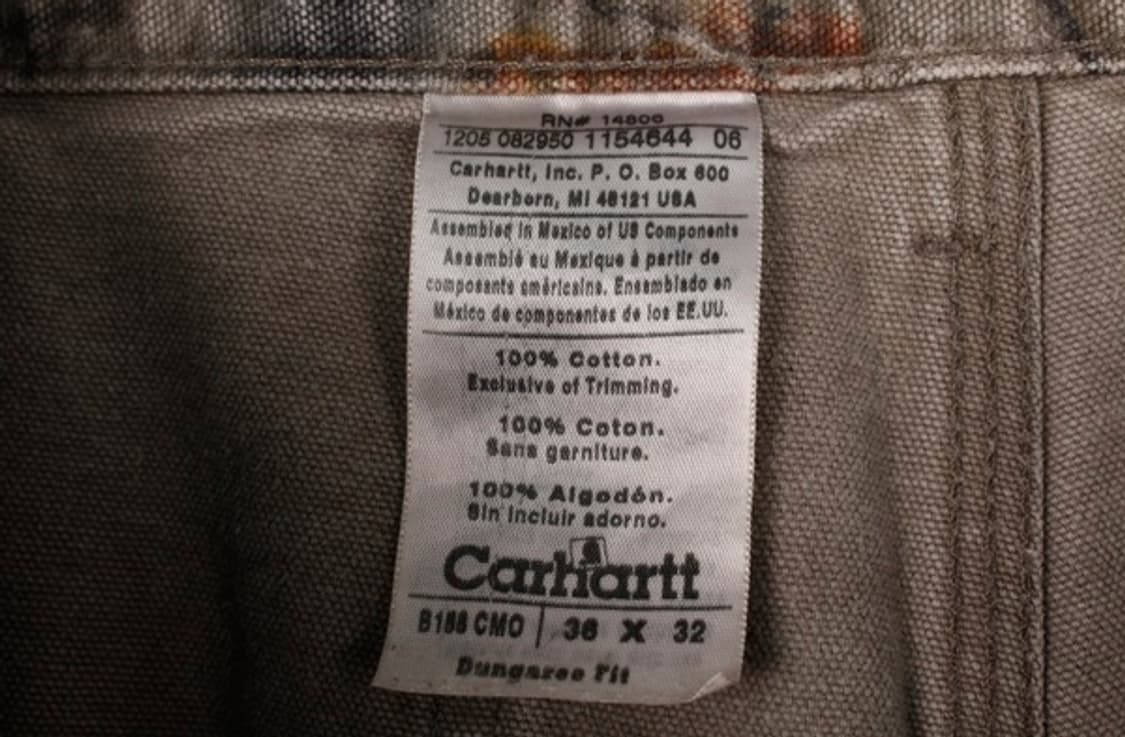 RN# 14806
1205 082950 1154644 06
Carhartt, Inc. P. O. Box 600
Dearborn, MI 48121 USA
Assembled in Mexico of US Components
Assemblé au Mexique à partir de
composants américains. Ensamblado en
México de componentes de los EE.UU.
100% Cotton.
Exclusive of Trimming.
100% Coton.
Sans garniture.
100% Algodón.
Sin incluir adorno.
Carhartt
B188 CMO 36 X 32
Dungaree Fit